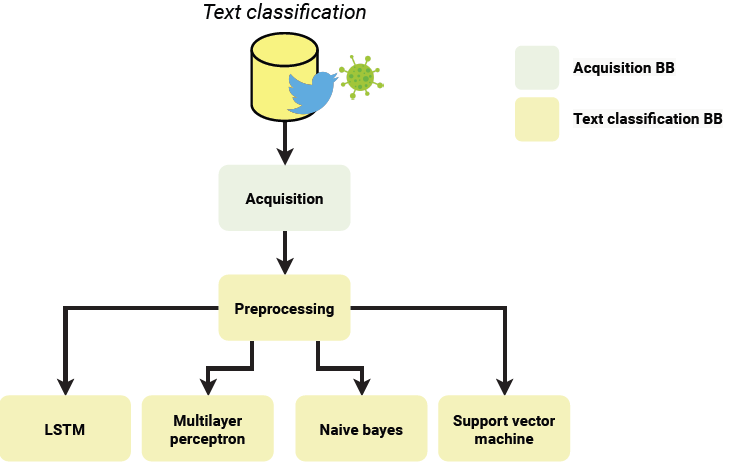 Text classification
Acquisition BB
Text classification BB
Acquisition
Preprocessing
LSTM
Multilayer
perceptron
Naive bayes
Support vector
machine